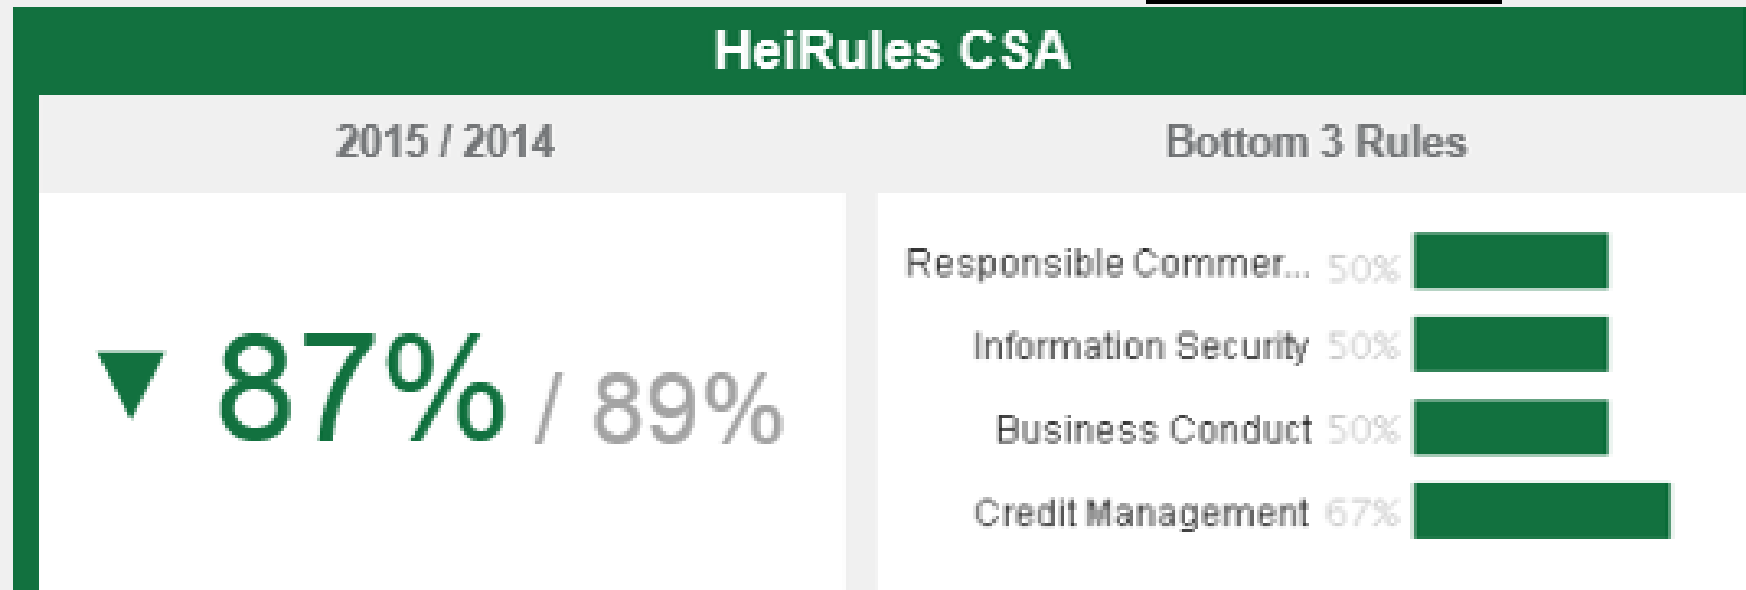 HeiRules CSA
2015 / 2014
Bottom 3 Rules
▼ 87% / 89%
Responsible Commer... 50%
Information Security 50%
Business Conduct 50%
Credit Management 67%